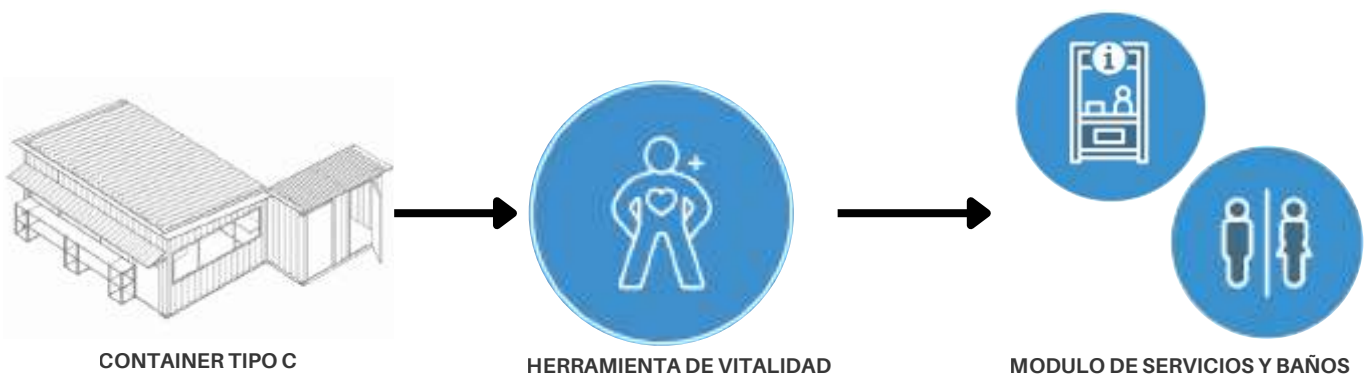 i
CONTAINER TIPO C
HERRAMIENTA DE VITALIDAD
MODULO DE SERVICIOS Y BAÑOS